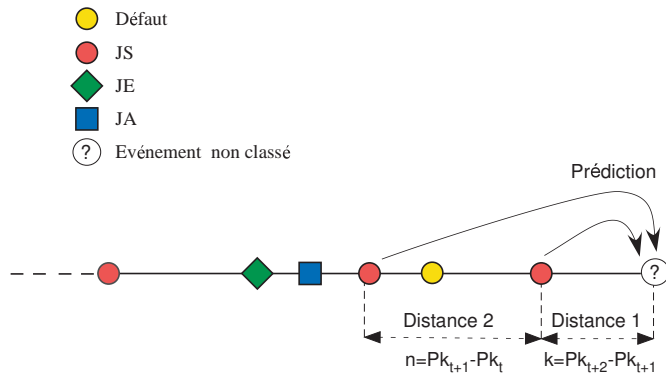 Défaut
JS
JE
JA
? Evénement non classé
Prédiction
?
Distance 2 Distance 1
n=Pk_{t+1}-Pk_t k=Pk_{t+2}-Pk_{t+1}